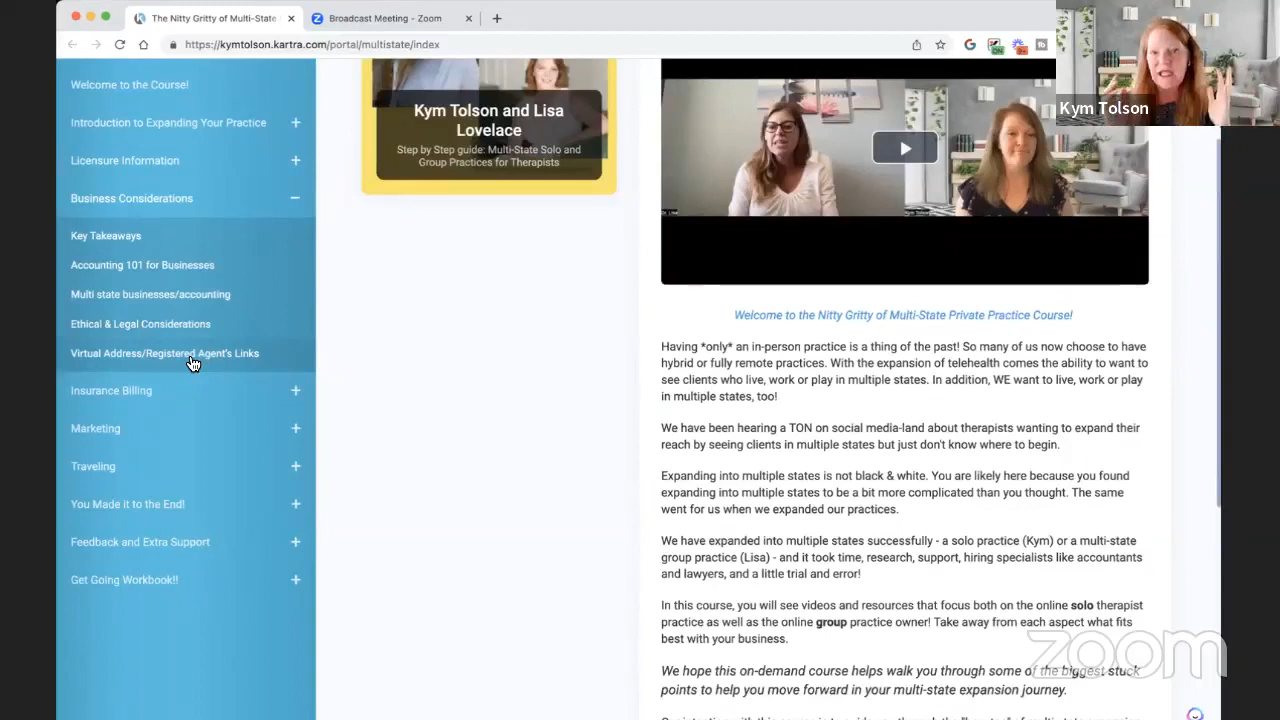 The Nitty Gritty of Multi-State
Broadcast Meeting - Zoom
https://kymtolson.kartra.com/portal/multistate/index
Kym Tolson
Welcome to the Course!
Introduction to Expanding Your Practice
Licensure Information
Business Considerations
Key Takeaways
Accounting 101 for Businesses
Multi state businesses/accounting
Ethical & Legal Considerations
Virtual Address/Registered Agent's Links
Insurance Billing
Marketing
Traveling
You Made it to the End!
Feedback and Extra Support
Get Going Workbook!!
Kym Tolson and Lisa
Lovelace
Step by Step guide: Multi-State Solo and
Group Practices for Therapists
Welcome to the Nitty Gritty of Multi-State Private Practice Course!
Having *only* an in-person practice is a thing of the past! So many of us now choose to have
hybrid or fully remote practices. With the expansion of telehealth comes the ability to want to
see clients who live, work or play in multiple states. In addition, WE want to live, work or play
in multiple states, too!
We have been hearing a TON on social media-land about therapists wanting to expand their
reach by seeing clients in multiple states but just don't know where to begin.
Expanding into multiple states is not black & white. You are likely here because you found
expanding into multiple states to be a bit more complicated than you thought. The same
went for us when we expanded our practices.
We have expanded into multiple states successfully - a solo practice (Kym) or a multi-state
group practice (Lisa) - and it took time, research, support, hiring specialists like accountants
and lawyers, and a little trial and error!
In this course, you will see videos and resources that focus both on the online solo therapist
practice as well as the online group practice owner! Take away from each aspect what fits
best with your business.
We hope this on-demand course helps walk you through some of the biggest stuck
points to help you move forward in your multi-state expansion journey.
zoom